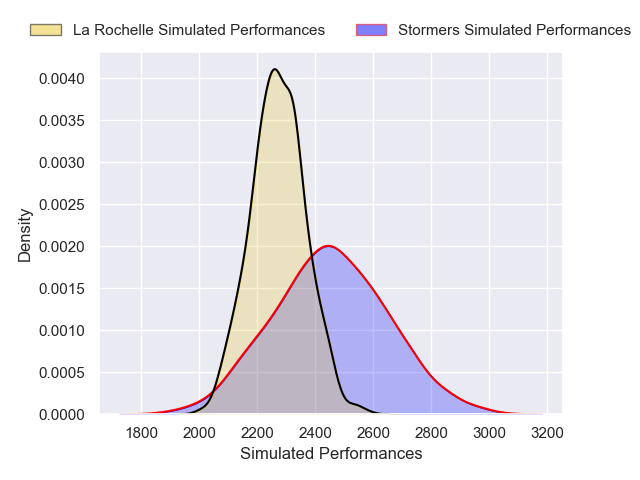 La Rochelle Simulated Performances
Stormers Simulated Performances
0.0040
0.0035
0.0030
0.0025
0.0020
0.0015
0.0010
0.0005
0.0000
Density
1800 2000 2200 2400 2600 2800 3000 3200
Simulated Performances